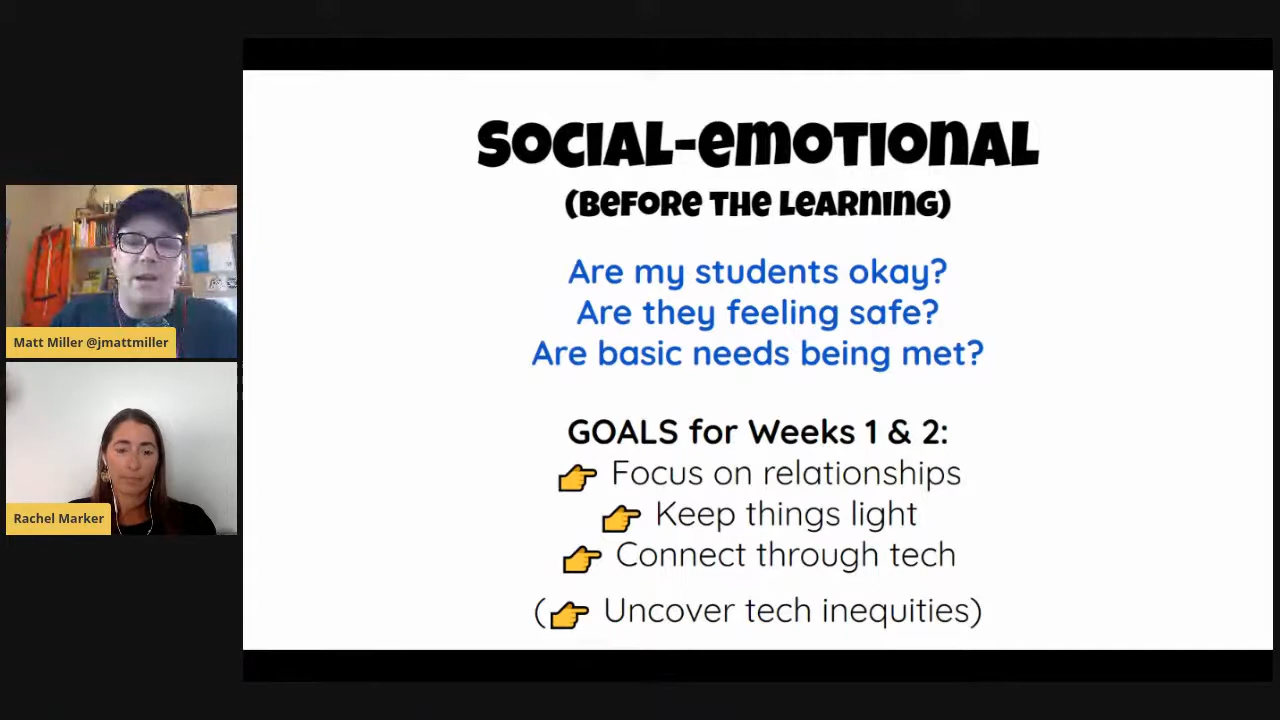 Social-emotional
(Before the learning)
Are my students okay?
Are they feeling safe?
Are basic needs being met?
GOALS for Weeks 1 & 2:
👉 Focus on relationships
👉 Keep things light
👉 Connect through tech
(👉 Uncover tech inequities)
Matt Miller @jmattmiller
Rachel Marker